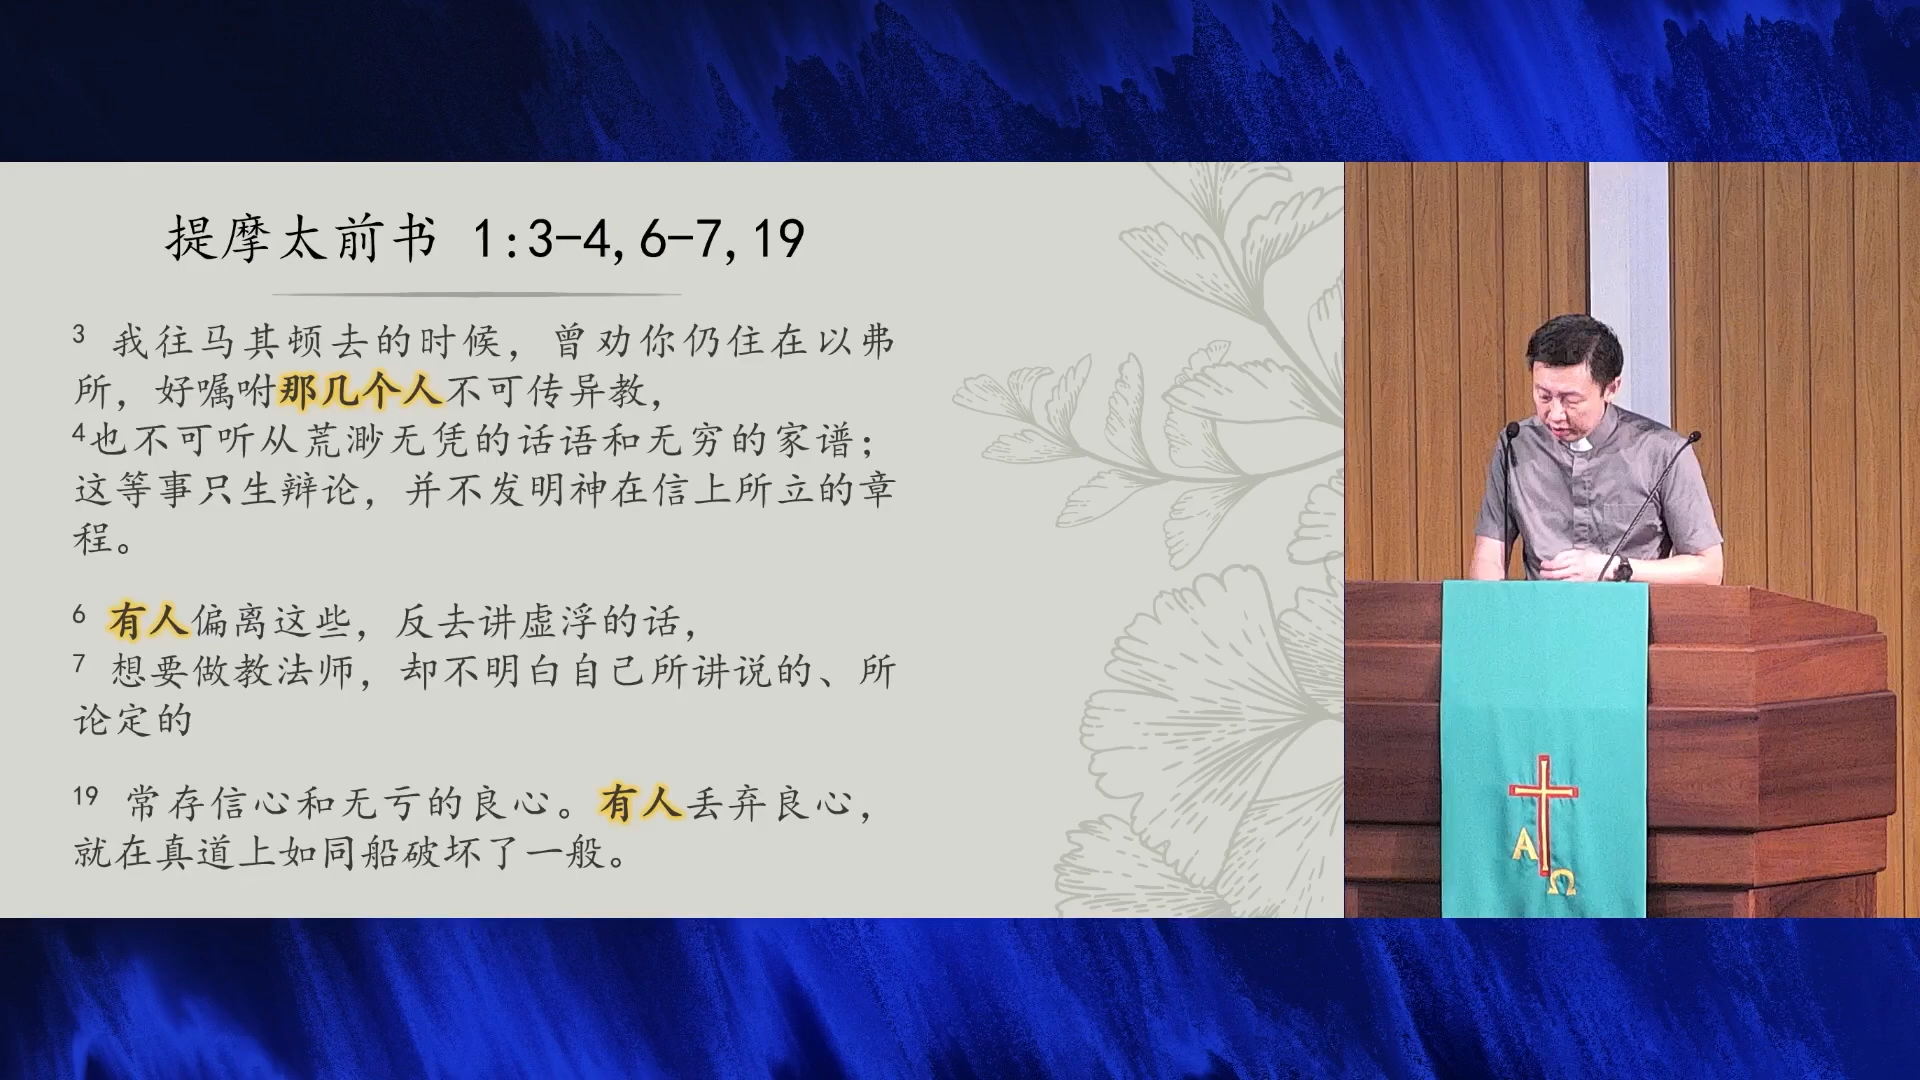 提摩太前书 1:3-4,6-7,19
3 我往马其顿去的时候，曾劝你仍住在以弗
所，好嘱咐那几个人不可传异教，
4也不可听从荒渺无凭的话语和无穷的家谱；
这等事只生辩论，并不发明神在信上所立的章
程。
6 有人偏离这些，反去讲虚浮的话，
7 想要做教法师，却不明白自己所讲说的、所
论定的
19 常存信心和无亏的良心。有人丢弃良心，
就在真道上如同船破坏了一般。
Α
Ω